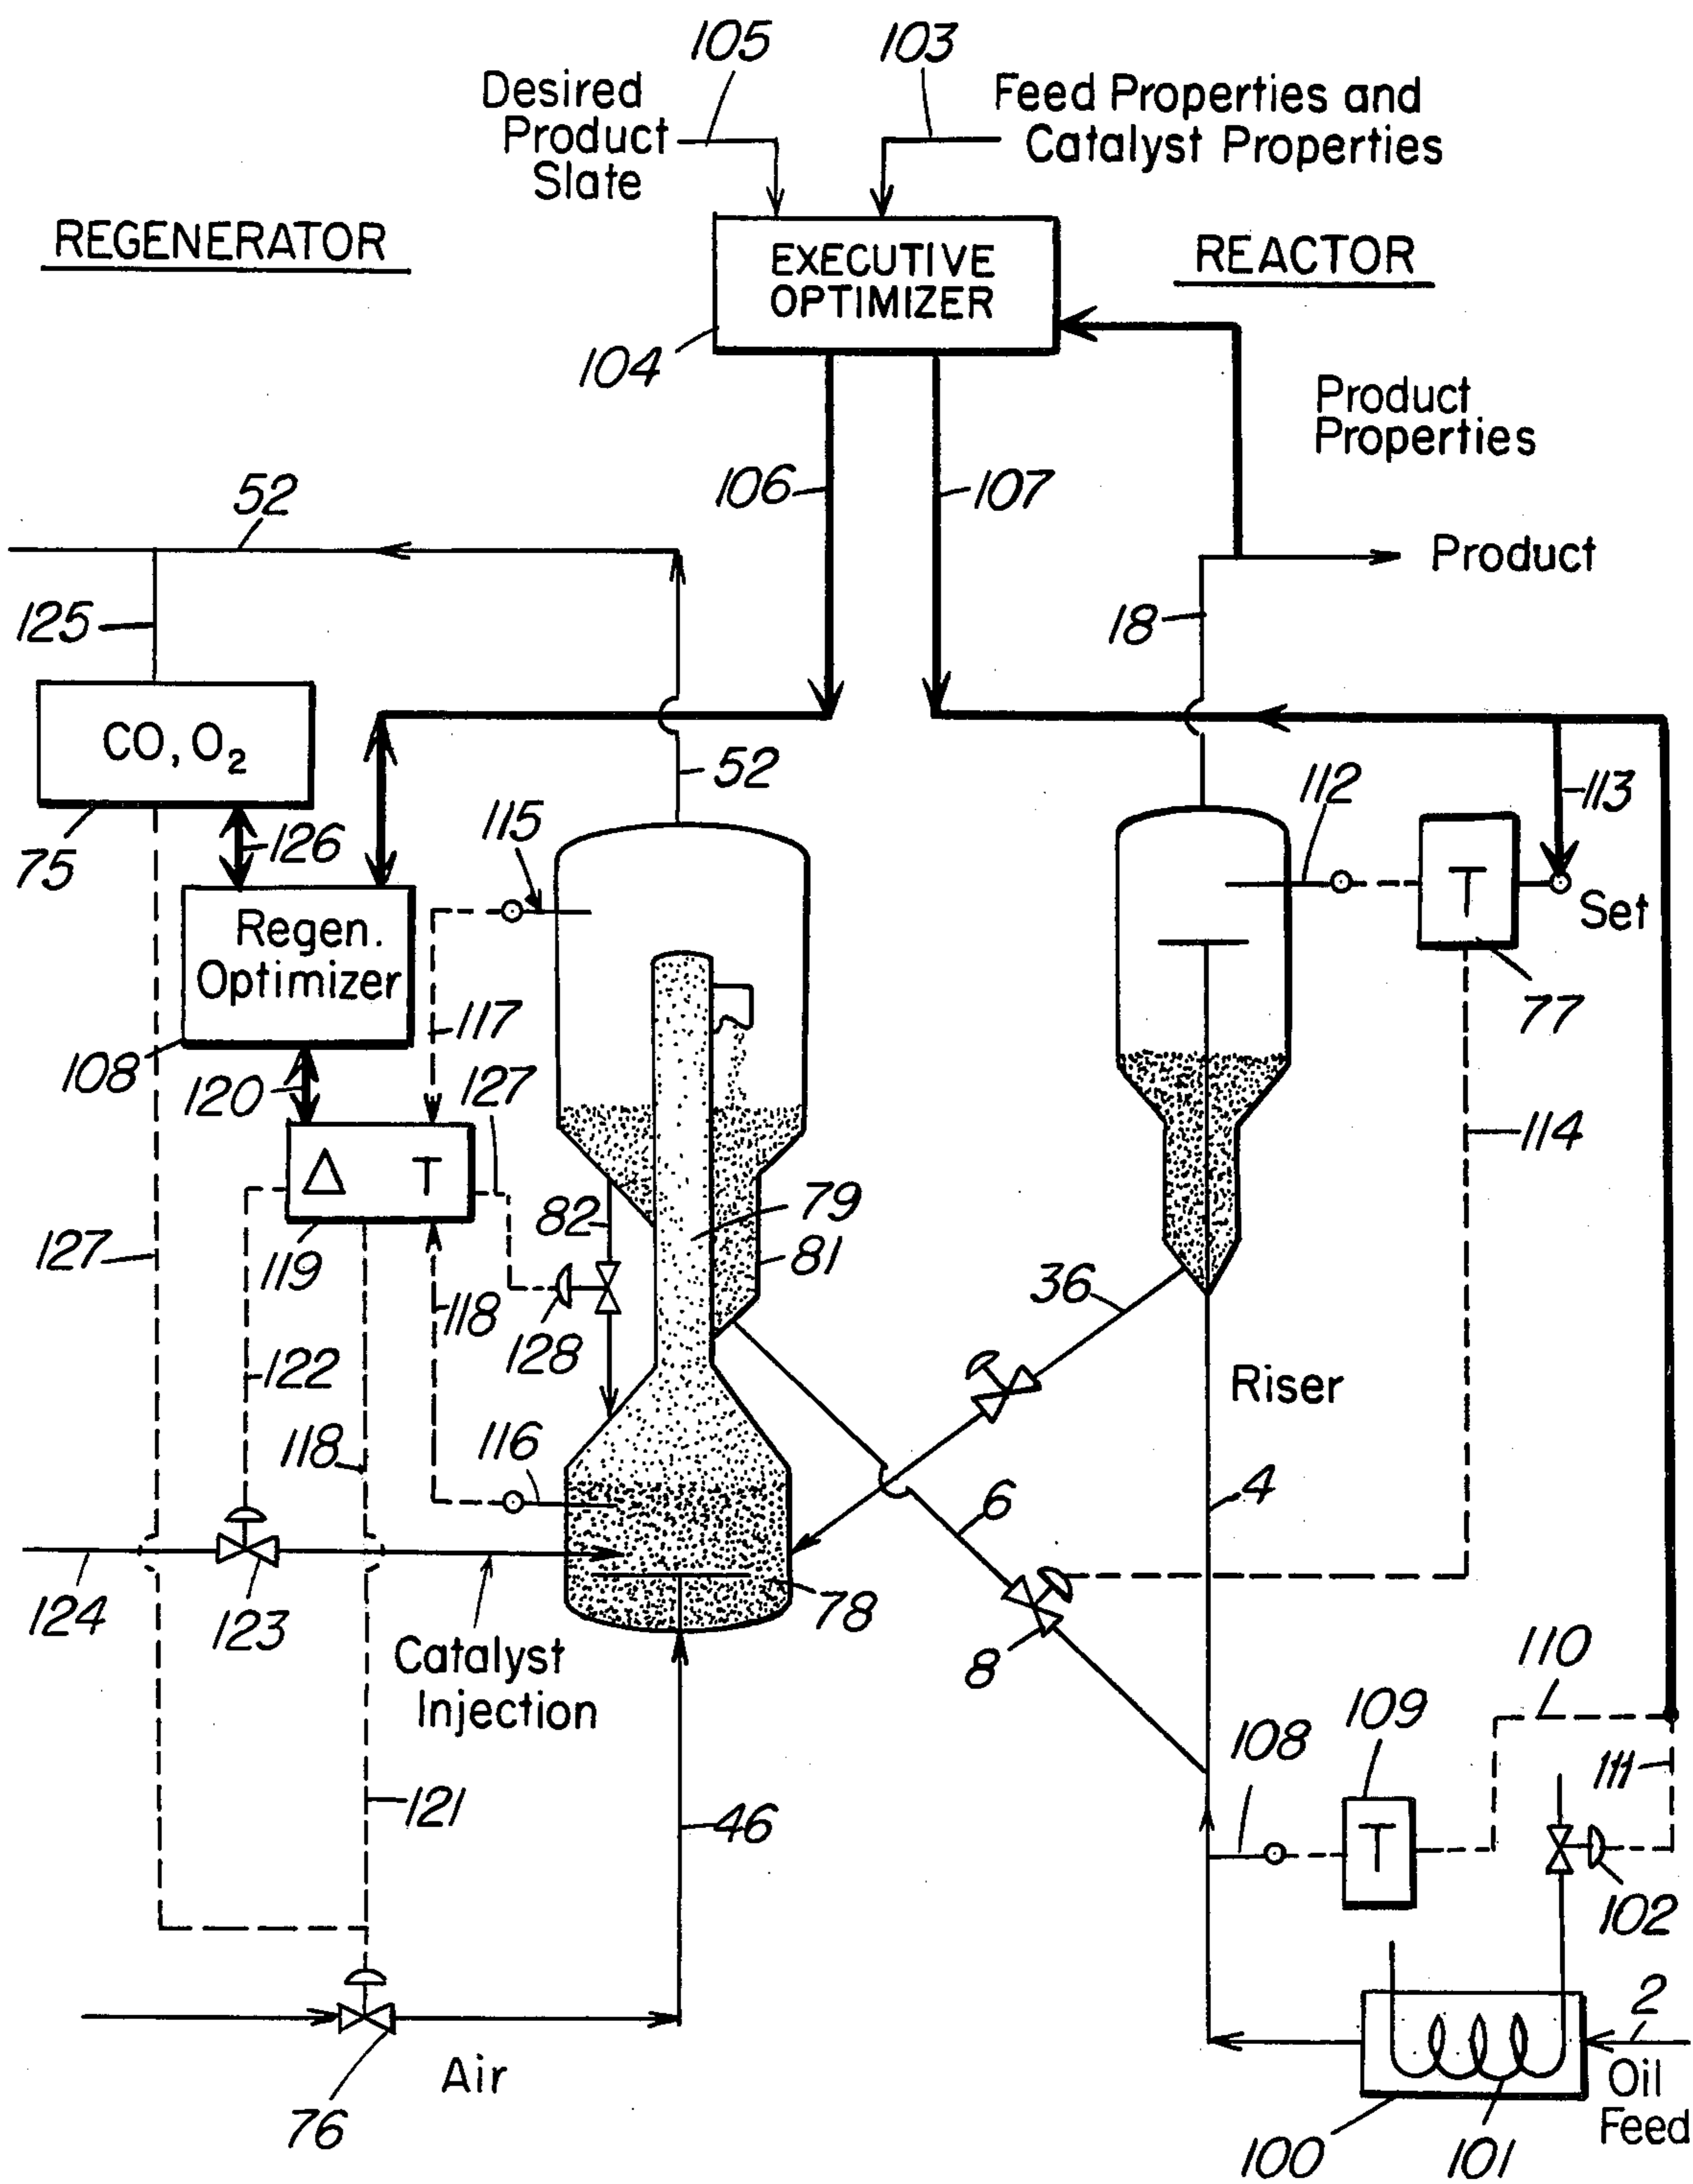 105
103
Desired
Product
Slate
Feed Properties and
Catalyst Properties
REGENERATOR
EXECUTIVE
OPTIMIZER
REACTOR
104
Product
Properties
52
106
107
Product
125
18
CO, O2
52
112
113
75
126
115
T
Set
Regen.
Optimizer
77
117
108
120
127
114
Δ T
82
79
127
119
81
36
118
128
122
Riser
118
116
4
6
124
123
78
Catalyst
Injection
8
110
109
108
111
121
46
T
102
2
Air
Oil
Feed
76
100
101